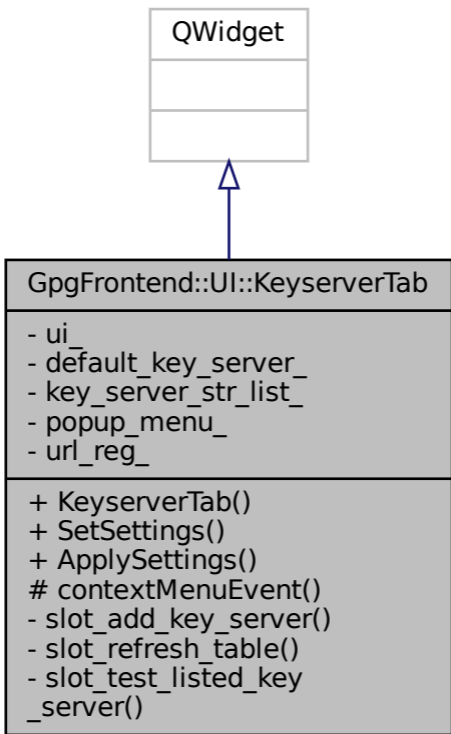 QWidget
GpgFrontend::UI::KeyserverTab
- ui_
- default_key_server_
- key_server_str_list_
- popup_menu_
- url_reg_
+ KeyserverTab()
+ SetSettings()
+ ApplySettings()
# contextMenuEvent()
- slot_add_key_server()
- slot_refresh_table()
- slot_test_listed_key
_server()